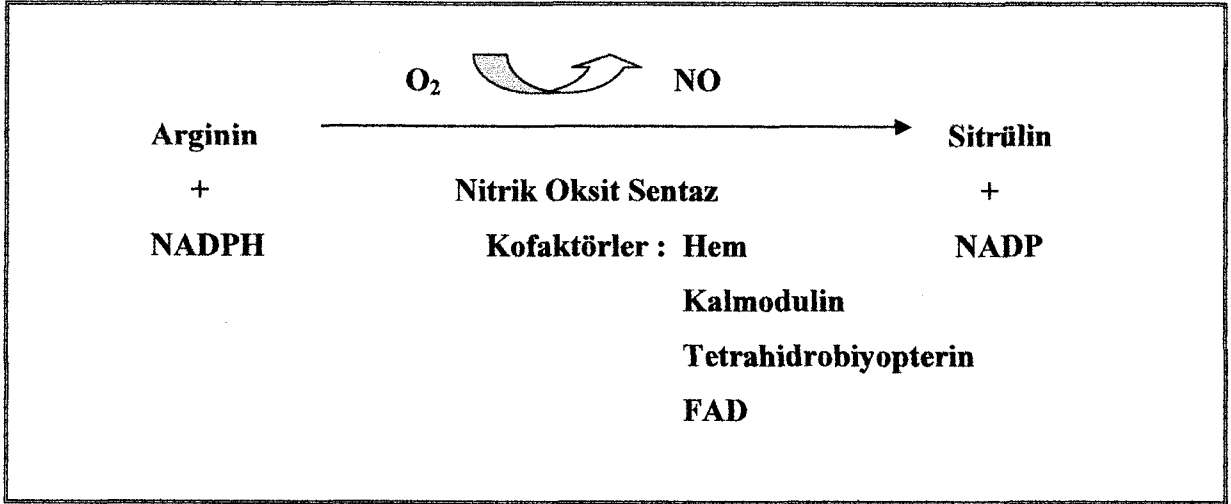 O₂ NO
Arginin Sitrülin
+ Nitrik Oksit Sentaz +
NADPH Kofaktörler : Hem NADP
Kalmodulin
Tetrahidrobiyopterin
FAD